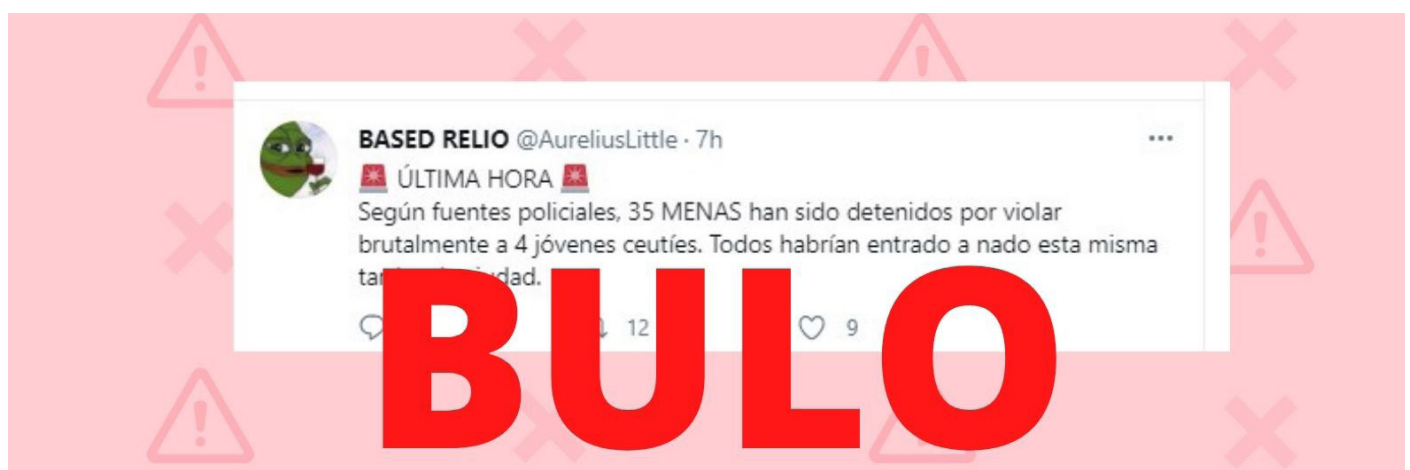 BASED RELIO @AureliusLittle · 7h
🚨 ÚLTIMA HORA 🚨
Según fuentes policiales, 35 MENAS han sido detenidos por violar
brutalmente a 4 jóvenes ceutíes. Todos habrían entrado a nado esta misma
12 9
BULO